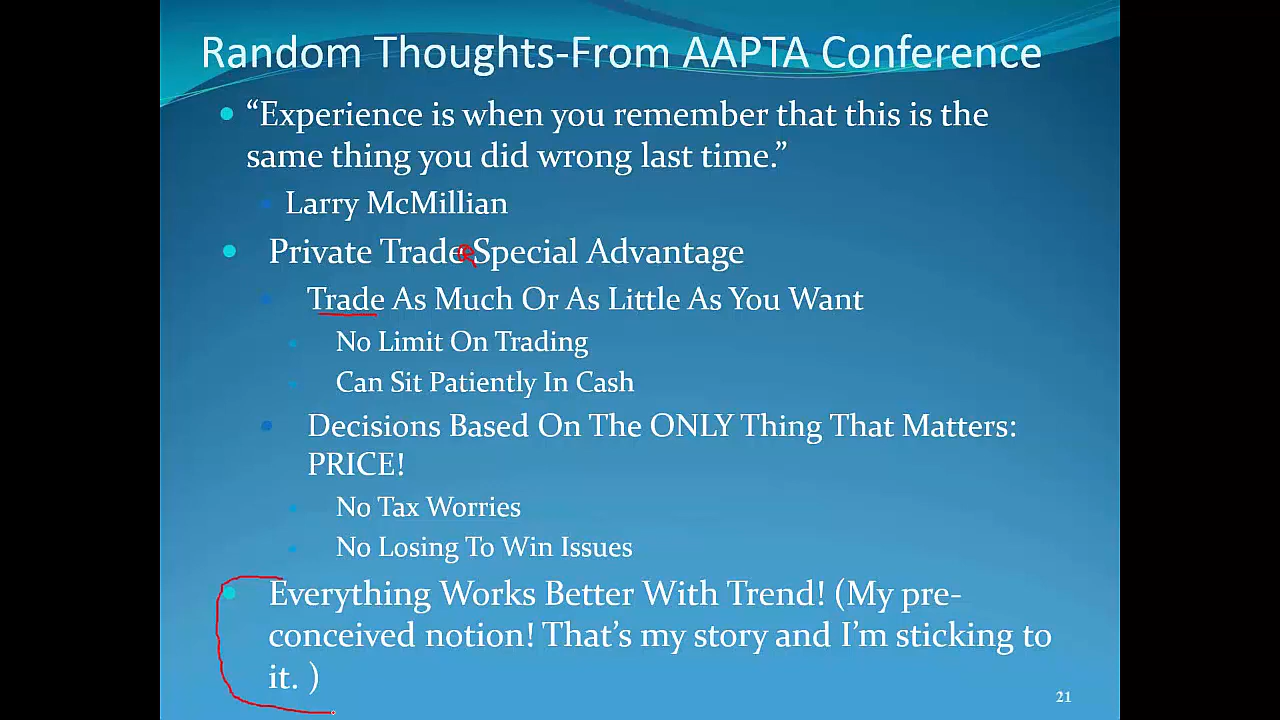 Random Thoughts-From AAPTA Conference
“Experience is when you remember that this is the
same thing you did wrong last time.”
Larry McMillian
Private Trade Special Advantage
Trade As Much Or As Little As You Want
No Limit On Trading
Can Sit Patiently In Cash
Decisions Based On The ONLY Thing That Matters:
PRICE!
No Tax Worries
No Losing To Win Issues
Everything Works Better With Trend! (My pre-
conceived notion! That’s my story and I’m sticking to
it. )
21